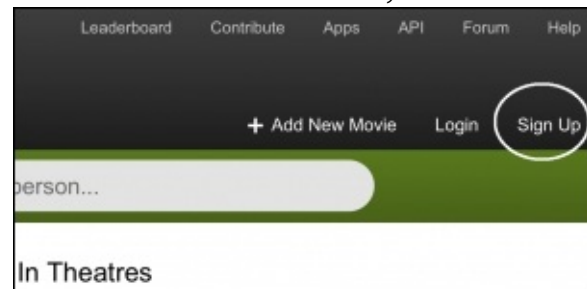 Leaderboard Contribute Apps API Forum Help
+ Add New Movie Login Sign Up
person...
In Theatres